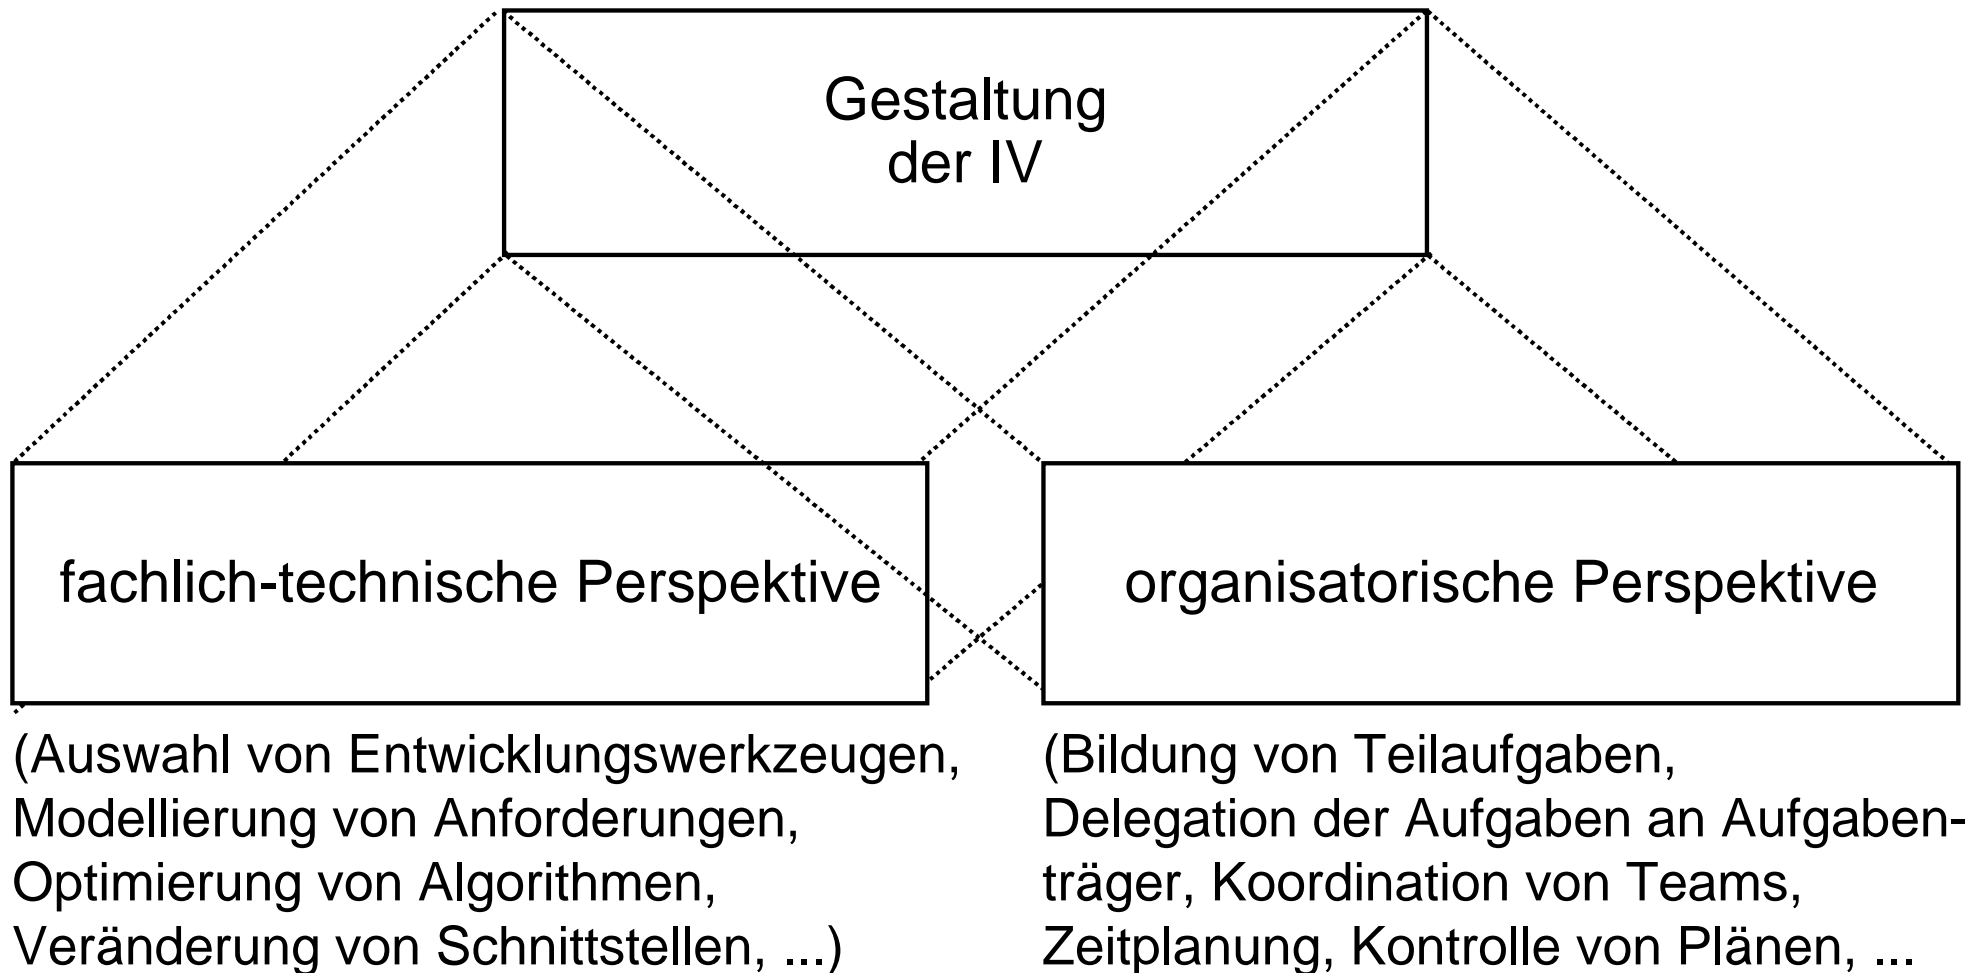 Gestaltung
der IV
fachlich-technische Perspektive
organisatorische Perspektive
(Auswahl von Entwicklungswerkzeugen,
Modellierung von Anforderungen,
Optimierung von Algorithmen,
Veränderung von Schnittstellen, ...)
(Bildung von Teilaufgaben,
Delegation der Aufgaben an Aufgaben-
träger, Koordination von Teams,
Zeitplanung, Kontrolle von Plänen, ...